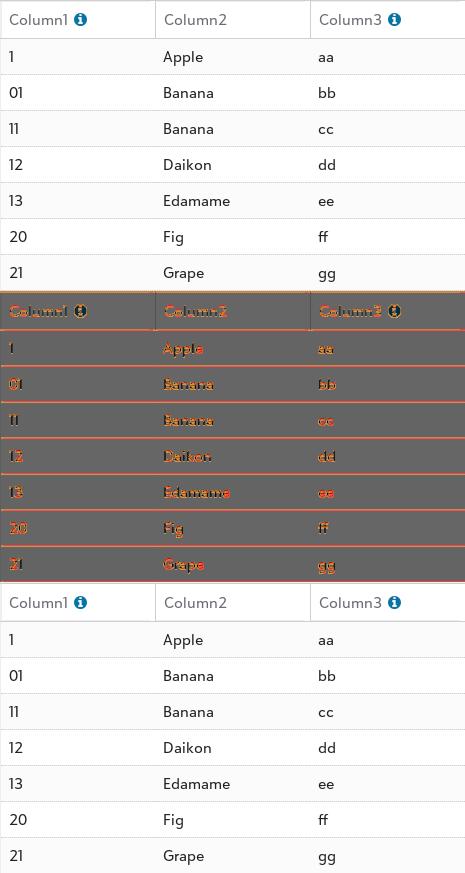 Column1 Column2 Column3
1 Apple aa
01 Banana bb
11 Banana cc
12 Daikon dd
13 Edamame ee
20 Fig ff
21 Grape gg
Column1 Column2 Column3
1 Apple aa
01 Banana bb
11 Banana cc
12 Daikon dd
13 Edamame ee
20 Fig ff
21 Grape gg
Column1 Column2 Column3
1 Apple aa
01 Banana bb
11 Banana cc
12 Daikon dd
13 Edamame ee
20 Fig ff
21 Grape gg